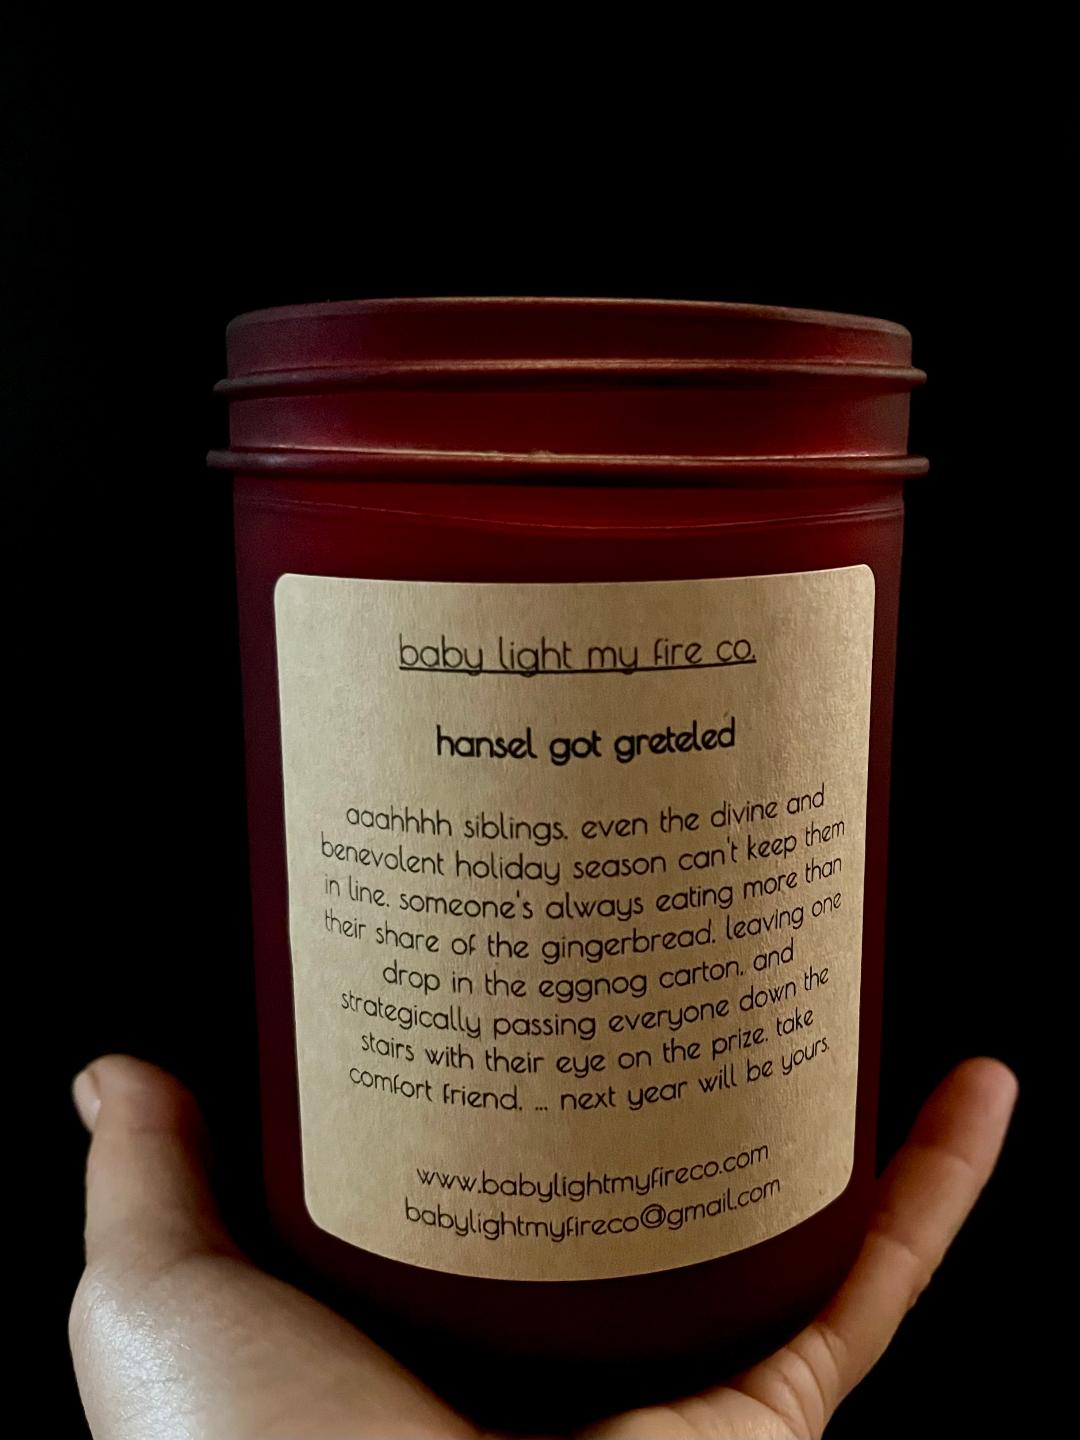 baby light my fire co.
hansel got greteled
aaahhhh siblings. even the divine and
benevolent holiday season can't keep them
in line. someone's always eating more than
their share of the gingerbread. leaving one
drop in the eggnog carton. and
strategically passing everyone down the
stairs with their eye on the prize. take
comfort friend. ... next year will be yours.
www.babylightmyfireco.com
babylightmyfireco@gmail.com